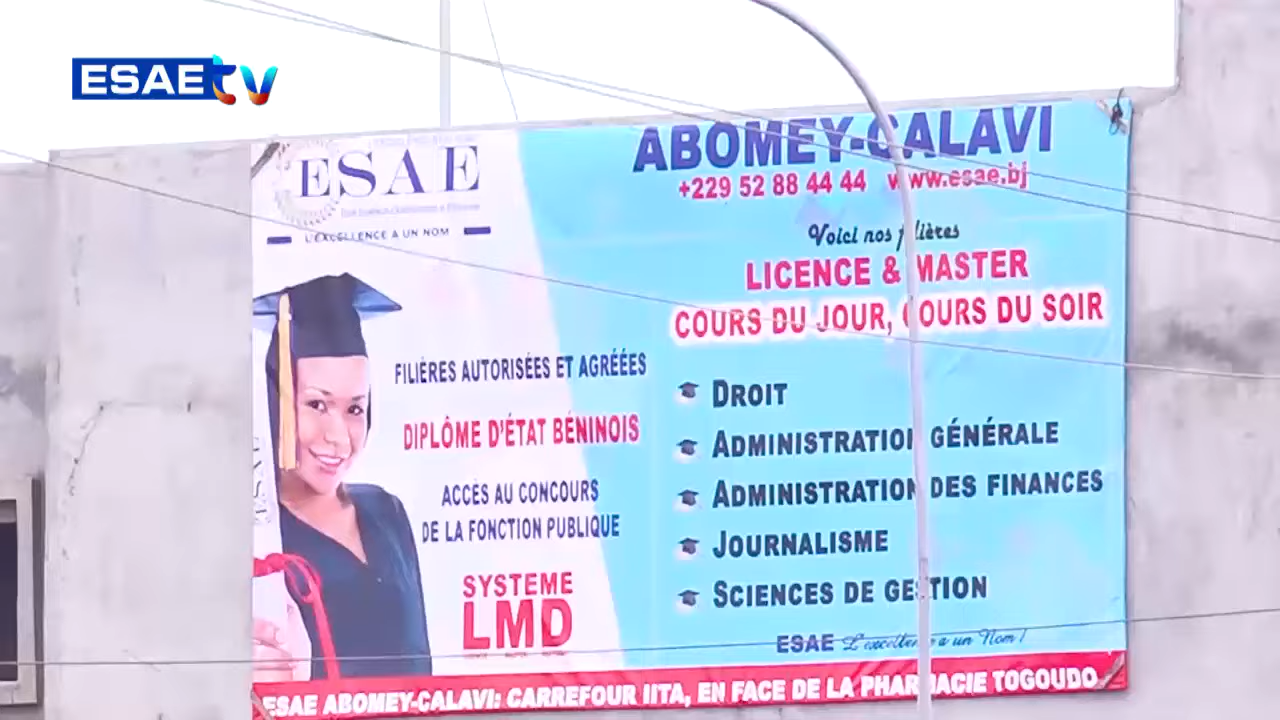 ESAEtv
ABOMEY-CALAVI
+229 52 88 44 44 www.esae.bj
ESAE
L'EXCELLENCE A UN NOM
Voici nos filières
LICENCE & MASTER
COURS DU JOUR, COURS DU SOIR
FILIÈRES AUTORISÉES ET AGRÉÉES
DIPLÔME D'ÉTAT BÉNINOIS
ACCÈS AU CONCOURS
DE LA FONCTION PUBLIQUE
SYSTEME
LMD
DROIT
ADMINISTRATION GÉNÉRALE
ADMINISTRATION DES FINANCES
JOURNALISME
SCIENCES DE GESTION
ESAE L'excellence a un Nom !
ESAE
ESAE ABOMEY-CALAVI: CARREFOUR IITA, EN FACE DE LA PHARMACIE TOGOUDO